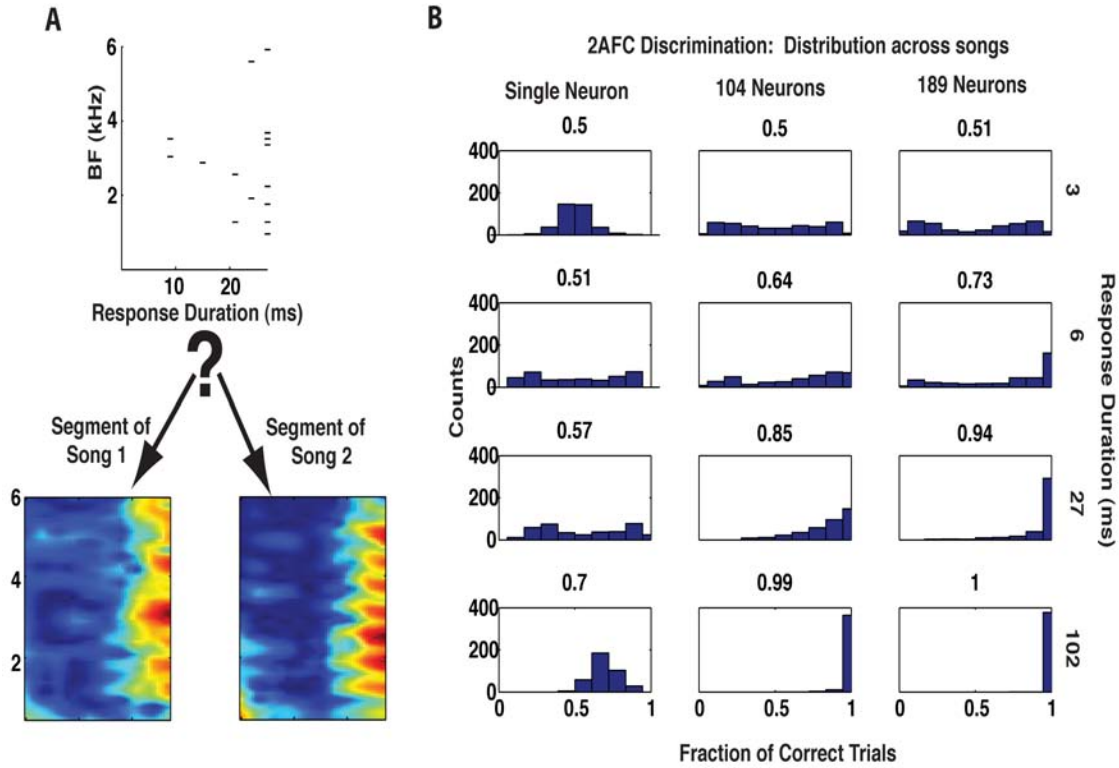 A
6
4
2
BF (kHz)
10 20
Response Duration (ms)
?
Segment of
Song 1
Segment of
Song 2
6
4
2
B
2AFC Discrimination: Distribution across songs
Single Neuron 104 Neurons 189 Neurons
0.5 0.5 0.51
400
200
0
3
0.51 0.64 0.73
400
200
0
6
0.57 0.85 0.94
400
200
0
27
0.7 0.99 1
400
200
0
102
Counts
Response Duration (ms)
0 0.5 1 0 0.5 1 0 0.5 1
Fraction of Correct Trials